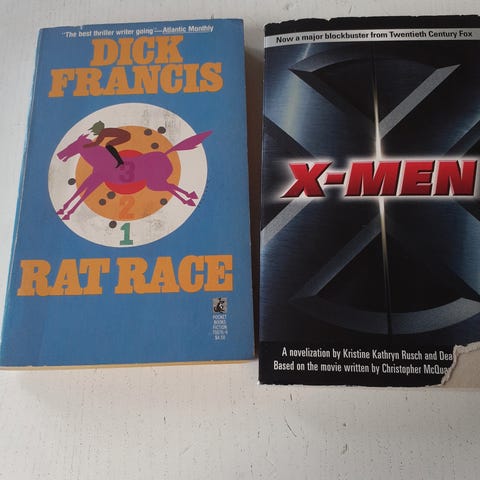 "The best thriller writer going"—Atlantic Monthly
DICK
FRANCIS
3
2
1
RAT RACE
POCKET
BOOKS
FICTION
$4.50
Now a major blockbuster from Twentieth Century Fox
X-MEN
A novelization by Kristine Kathryn Rusch and Dea
Based on the movie written by Christopher McQua